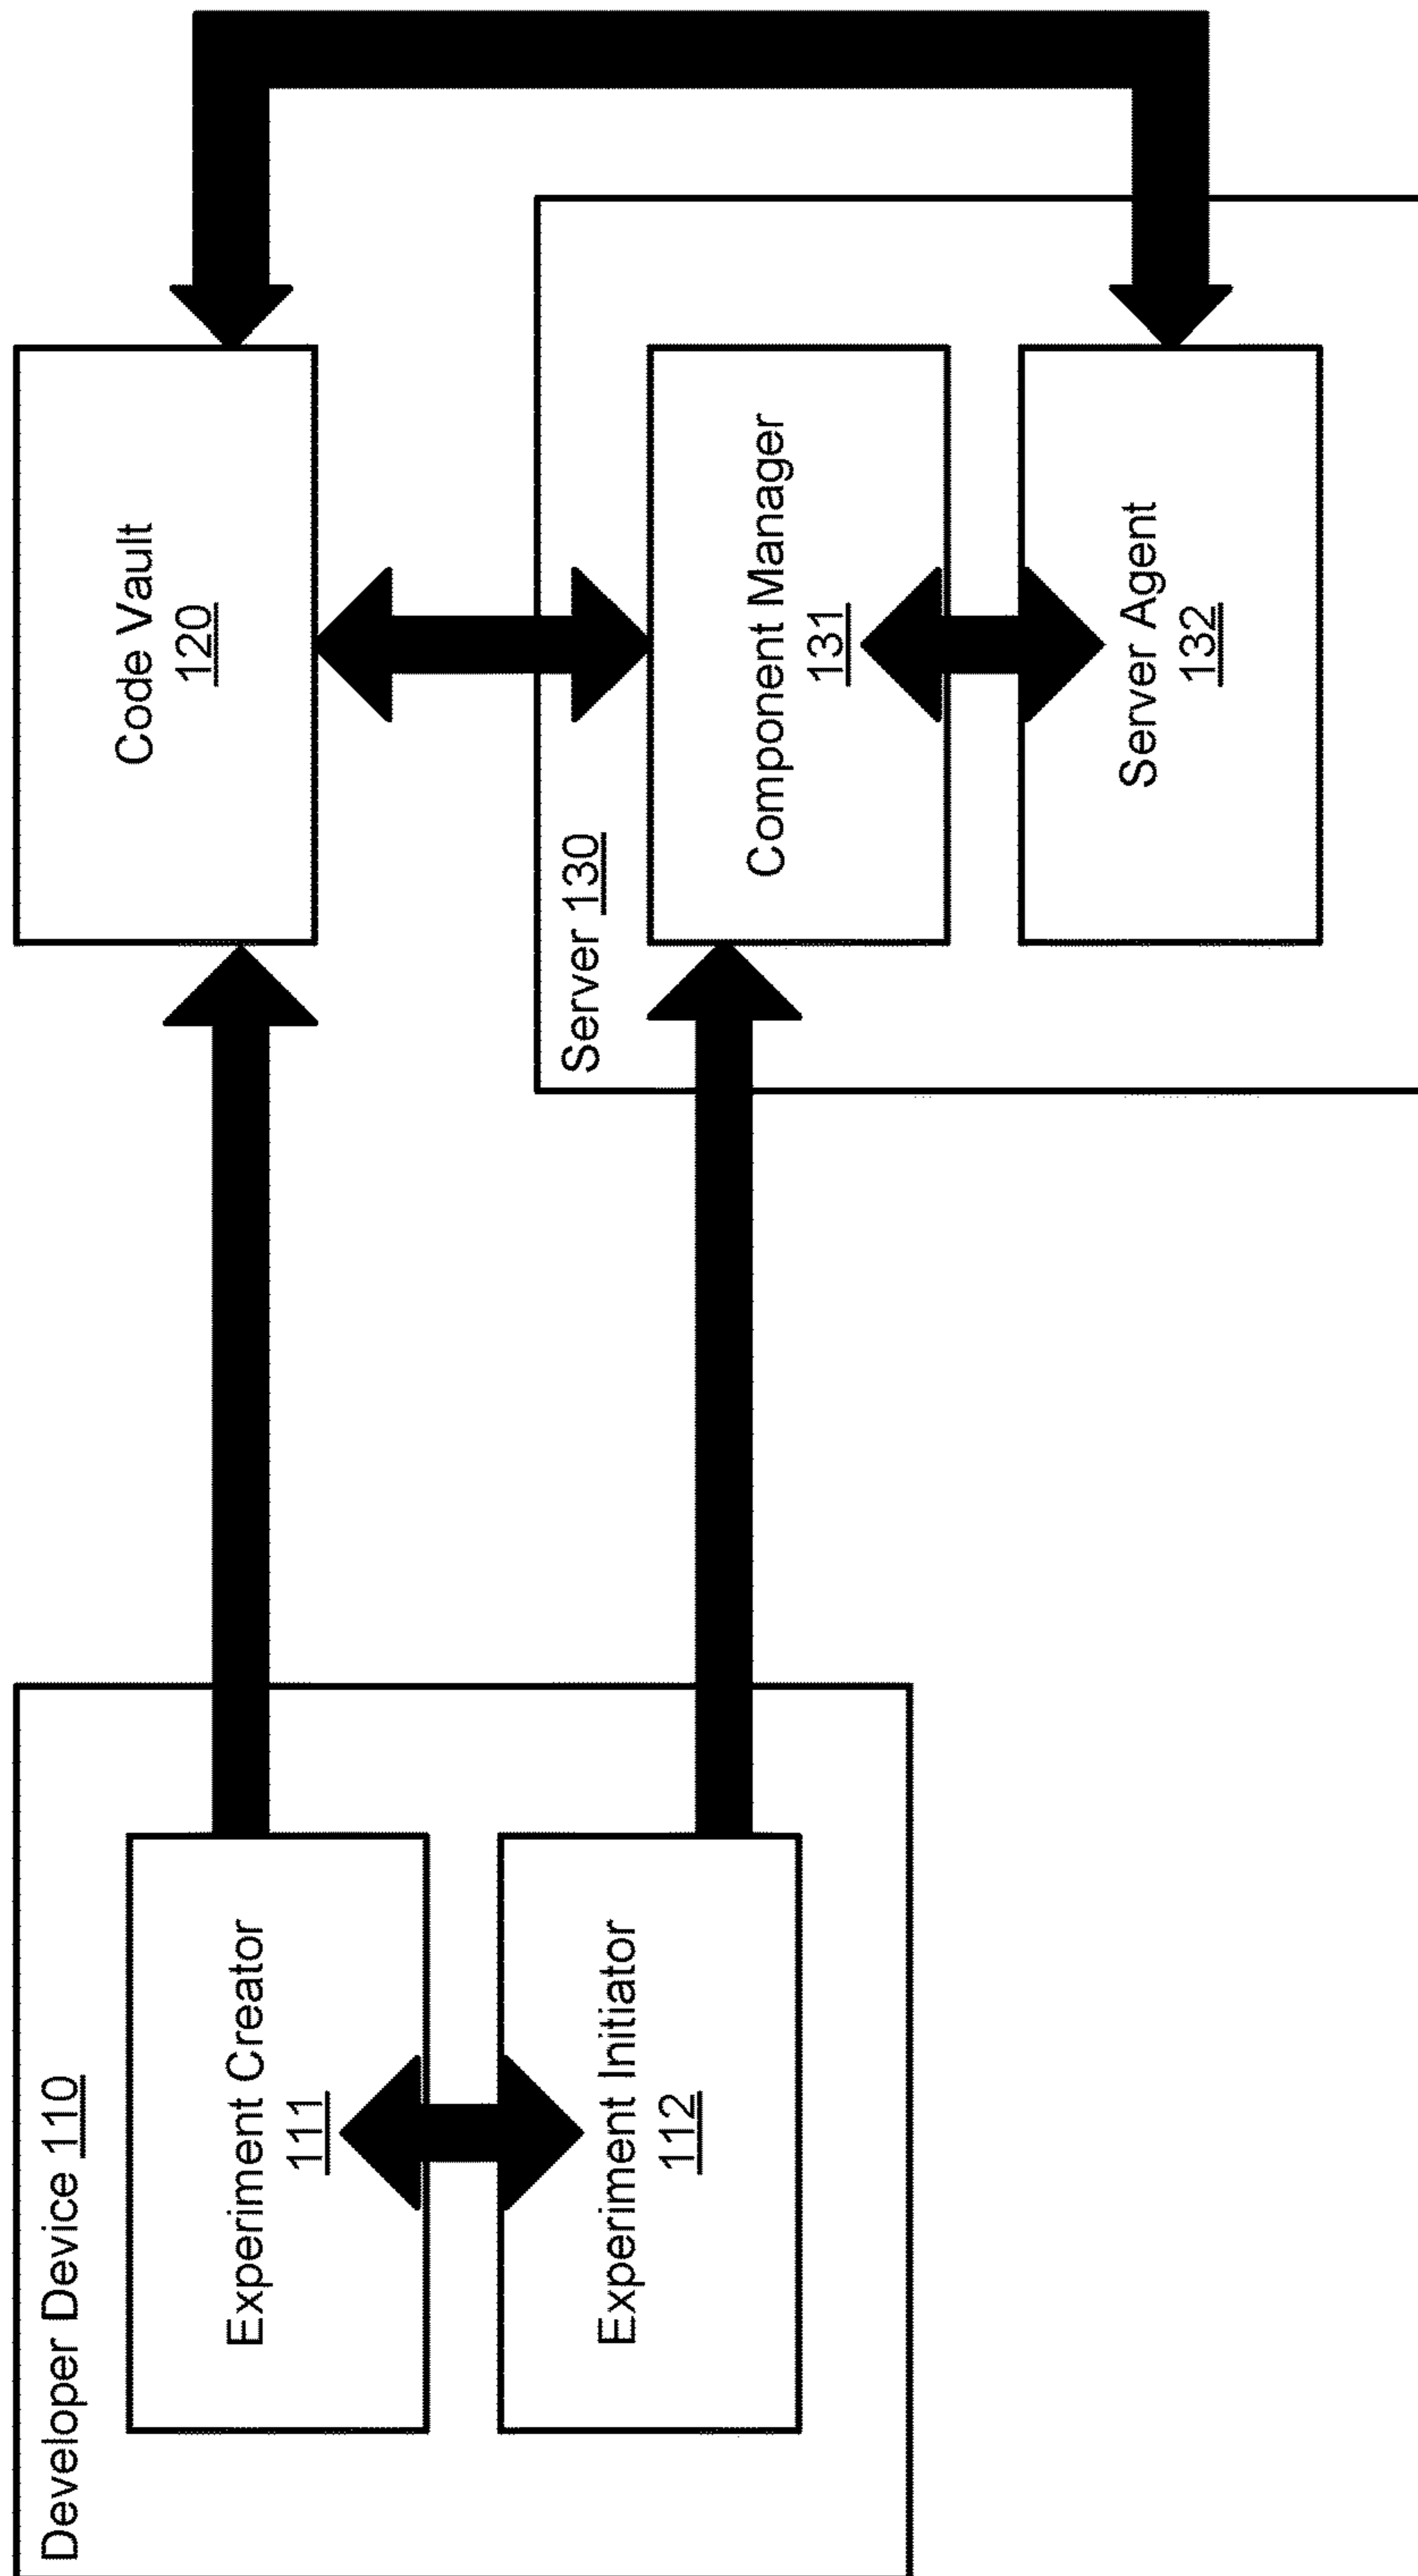 Developer Device 110
Experiment Creator
111
Experiment Initiator
112
Code Vault
120
Server 130
Component Manager
131
Server Agent
132